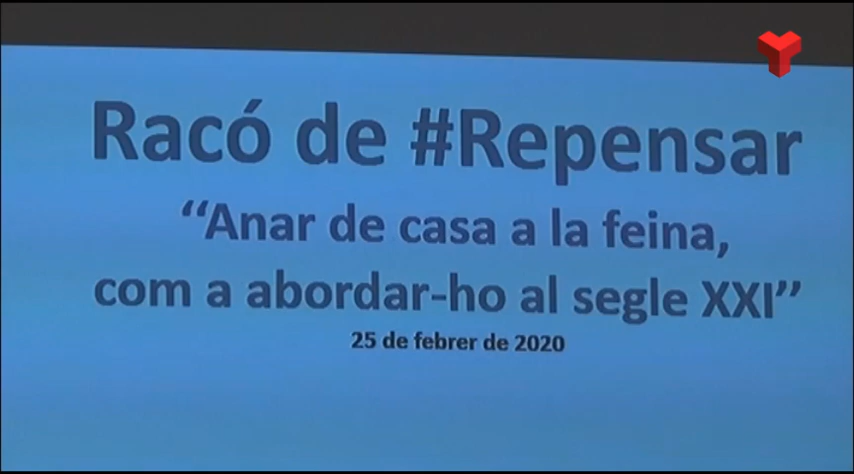 Racó de #Repensar
“Anar de casa a la feina,
com a abordar-ho al segle XXI”
25 de febrer de 2020